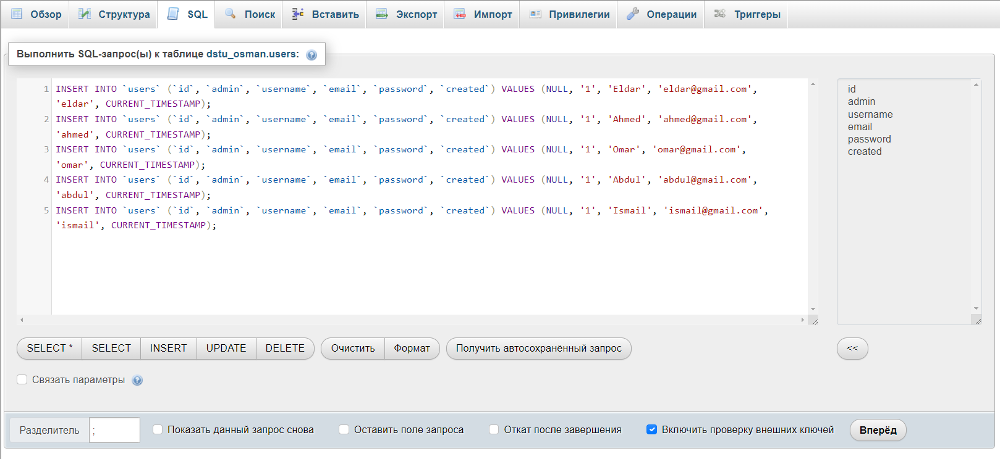 Обзор Структура SQL Поиск Вставить Экспорт Импорт Привилегии Операции Триггеры
Выполнить SQL-запрос(ы) к таблице dstu_osman.users:
1 INSERT INTO `users` (`id`, `admin`, `username`, `email`, `password`, `created`) VALUES (NULL, '1', 'Eldar', 'eldar@gmail.com',
'eldar', CURRENT_TIMESTAMP);
2 INSERT INTO `users` (`id`, `admin`, `username`, `email`, `password`, `created`) VALUES (NULL, '1', 'Ahmed', 'ahmed@gmail.com',
'ahmed', CURRENT_TIMESTAMP);
3 INSERT INTO `users` (`id`, `admin`, `username`, `email`, `password`, `created`) VALUES (NULL, '1', 'Omar', 'omar@gmail.com',
'omar', CURRENT_TIMESTAMP);
4 INSERT INTO `users` (`id`, `admin`, `username`, `email`, `password`, `created`) VALUES (NULL, '1', 'Abdul', 'abdul@gmail.com',
'abdul', CURRENT_TIMESTAMP);
5 INSERT INTO `users` (`id`, `admin`, `username`, `email`, `password`, `created`) VALUES (NULL, '1', 'Ismail', 'ismail@gmail.com',
'ismail', CURRENT_TIMESTAMP);
id
admin
username
email
password
created
SELECT * SELECT INSERT UPDATE DELETE Очистить Формат Получить автосохранённый запрос <<
Связать параметры
Разделитель ; Показать данный запрос снова Оставить поле запроса Откат после завершения Включить проверку внешних ключей Вперёд